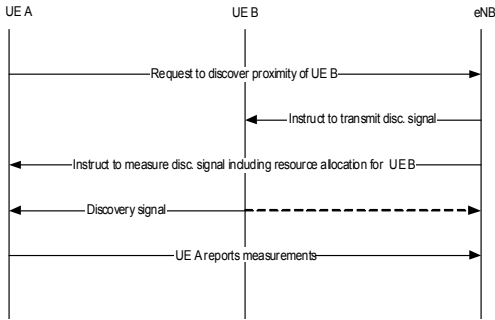 UE A
UE B
eNB
Request to discover proximity of UE B
Instruct to transmit disc. signal
Instruct to measure disc. signal including resource allocation for UE B
Discovery signal
UE A reports measurements